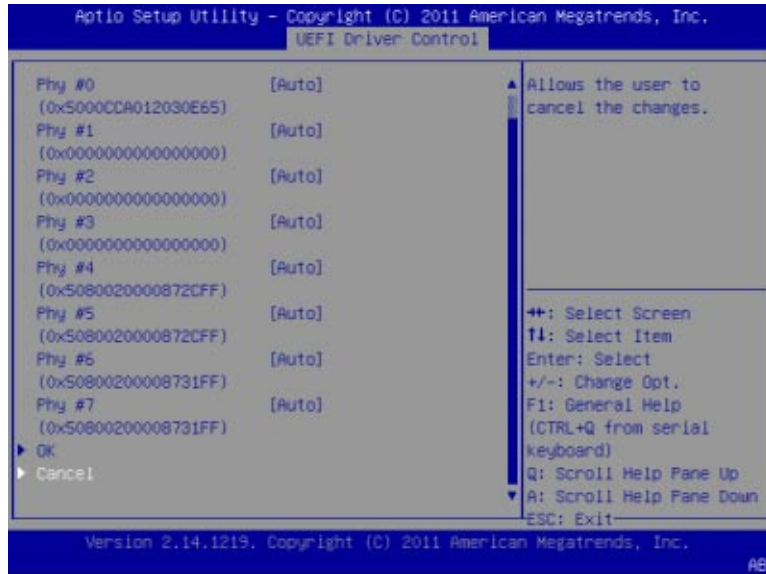 Aptio Setup Utility – Copyright (C) 2011 American Megatrends, Inc.
UEFI Driver Control
Phy #0 [Auto]
(0x5000CCA012030E65)
Phy #1 [Auto]
(0x0000000000000000)
Phy #2 [Auto]
(0x0000000000000000)
Phy #3 [Auto]
(0x0000000000000000)
Phy #4 [Auto]
(0x5080020000872CFF)
Phy #5 [Auto]
(0x5080020000872CFF)
Phy #6 [Auto]
(0x50800200008731FF)
Phy #7 [Auto]
(0x50800200008731FF)
OK
Cancel
Allows the user to
cancel the changes.
→←: Select Screen
↑↓: Select Item
Enter: Select
+/-: Change Opt.
F1: General Help
(CTRL+Q from serial
keyboard)
Q: Scroll Help Pane Up
A: Scroll Help Pane Down
ESC: Exit
Version 2.14.1219. Copyright (C) 2011 American Megatrends, Inc.
AB